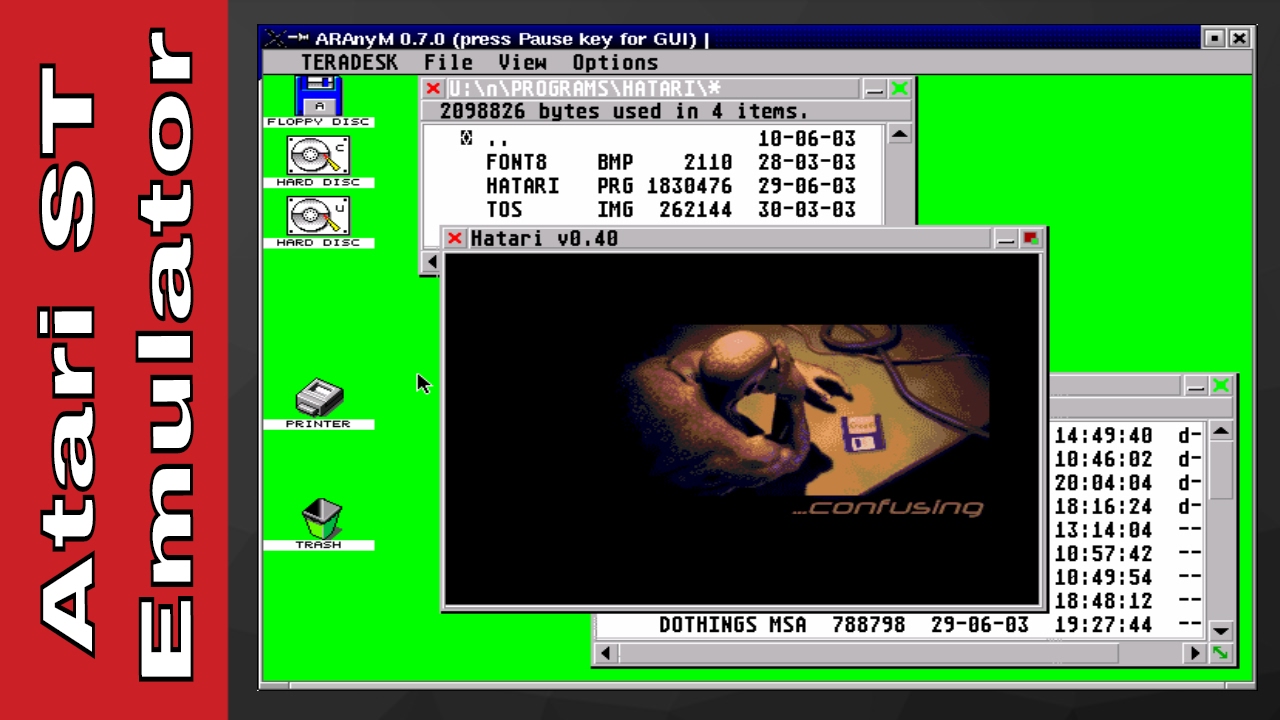 Atari ST
Emulator
ARAnyM 0.7.0 (press Pause key for GUI) |
TERADESK File View Options
A
FLOPPY DISC
C
HARD DISC
U
HARD DISC
PRINTER
TRASH
U:\n\PROGRAMS\HATARI\*
2098826 bytes used in 4 items.
.. 10-06-03
FONT8 BMP 2110 28-03-03
HATARI PRG 1830476 29-06-03
TOS IMG 262144 30-03-03
Hatari v0.40
...confusing
14:49:40 d-
10:46:02 d-
20:04:04 d-
18:16:24 d-
13:14:04 --
10:57:42 --
10:49:54 --
18:48:12 --
DOTHINGS MSA 788798 29-06-03 19:27:44 --